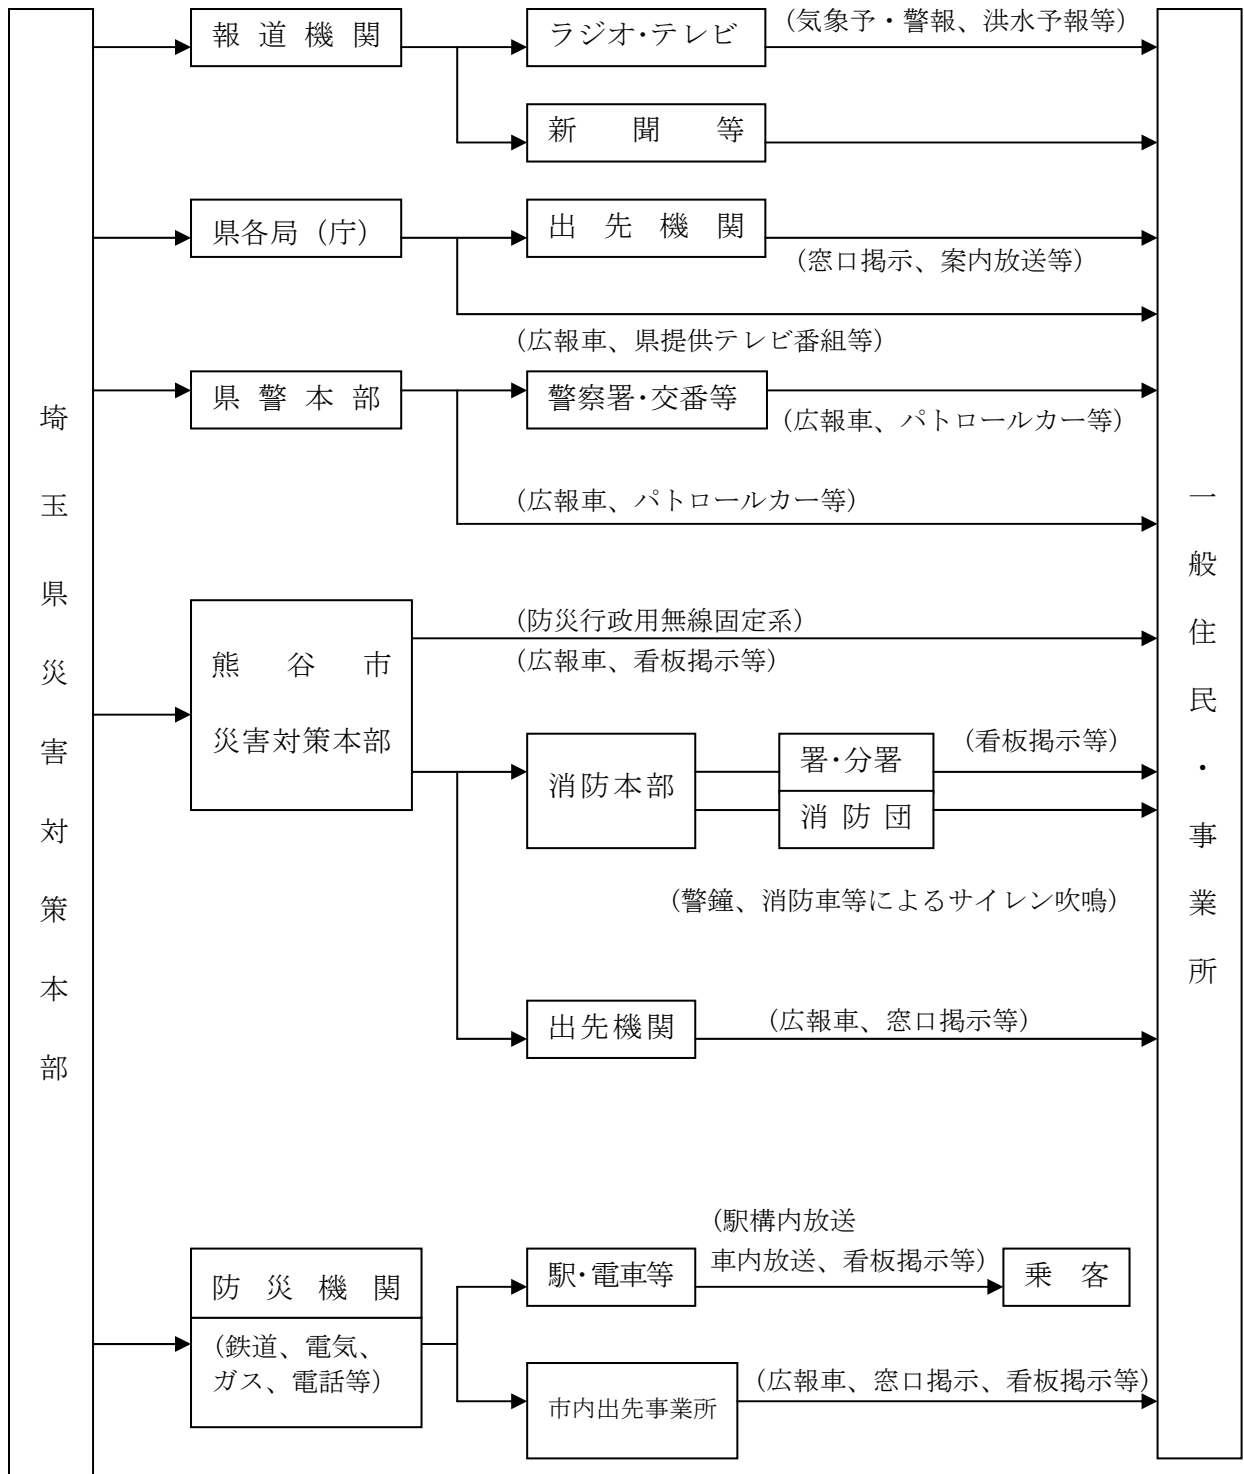 埼玉県災害対策本部
報道機関
ラジオ・テレビ
(気象予・警報、洪水予報等)
新聞等
県各局(庁)
出先機関
(窓口掲示、案内放送等)
(広報車、県提供テレビ番組等)
県警本部
警察署・交番等
(広報車、パトロールカー等)
(広報車、パトロールカー等)
熊谷市
災害対策本部
(防災行政用無線固定系)
(広報車、看板掲示等)
消防本部
署・分署
(看板掲示等)
消防団
(警鐘、消防車等によるサイレン吹鳴)
出先機関
(広報車、窓口掲示等)
防災機関
(鉄道、電気、
ガス、電話等)
駅・電車等
(駅構内放送
車内放送、看板掲示等)
乗客
市内出先事業所
(広報車、窓口掲示、看板掲示等)
一般住民・事業所